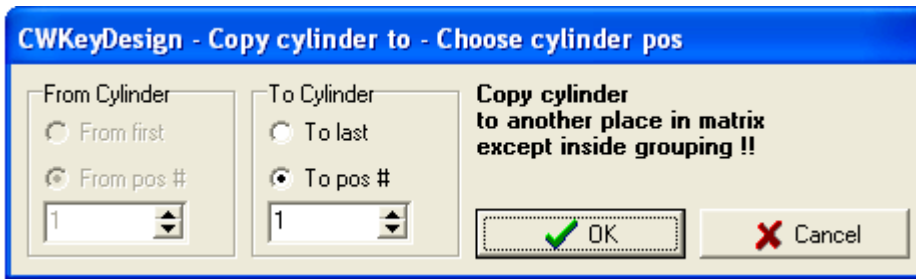 CWKeyDesign - Copy cylinder to - Choose cylinder pos
From Cylinder
From first
From pos #
1
To Cylinder
To last
To pos #
1
Copy cylinder
to another place in matrix
except inside grouping !!
OK
Cancel